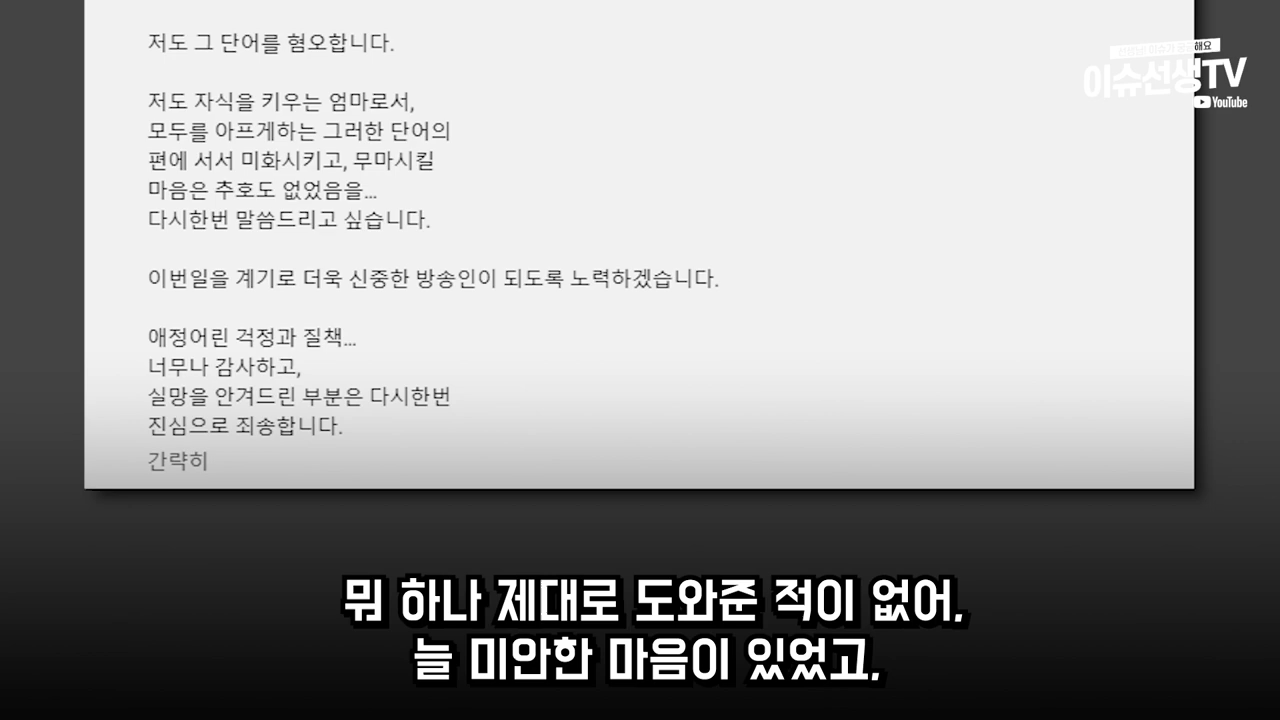 저도 그 단어를 혐오합니다.
저도 자식을 키우는 엄마로서,
모두를 아프게하는 그러한 단어의
편에 서서 미화시키고, 무마시킬
마음은 추호도 없었음을...
다시한번 말씀드리고 싶습니다.
이번일을 계기로 더욱 신중한 방송인이 되도록 노력하겠습니다.
애정어린 걱정과 질책...
너무나 감사하고,
실망을 안겨드린 부분은 다시한번
진심으로 죄송합니다.
간략히
해요
이슈선생TV
YouTube
뭐 하나 제대로 도와준 적이 없어,
늘 미안한 마음이 있었고,